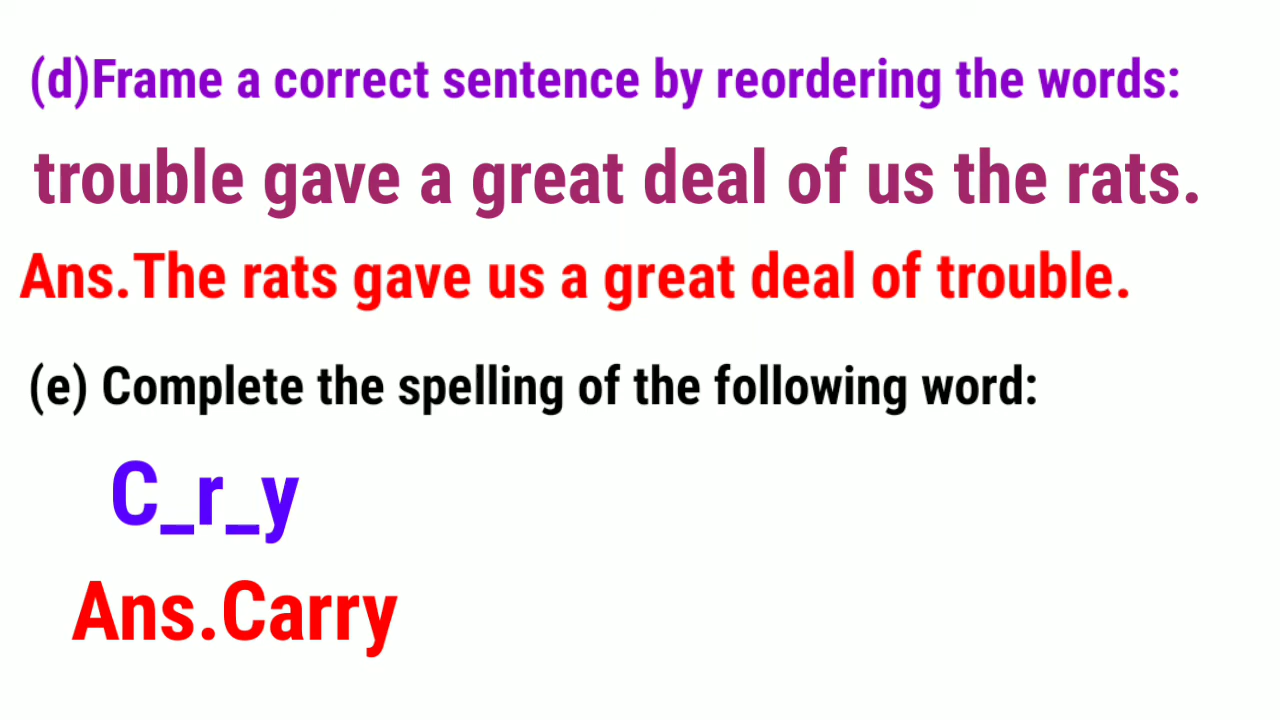 (d)Frame a correct sentence by reordering the words:
trouble gave a great deal of us the rats.
Ans.The rats gave us a great deal of trouble.
(e) Complete the spelling of the following word:
C_r_y
Ans.Carry